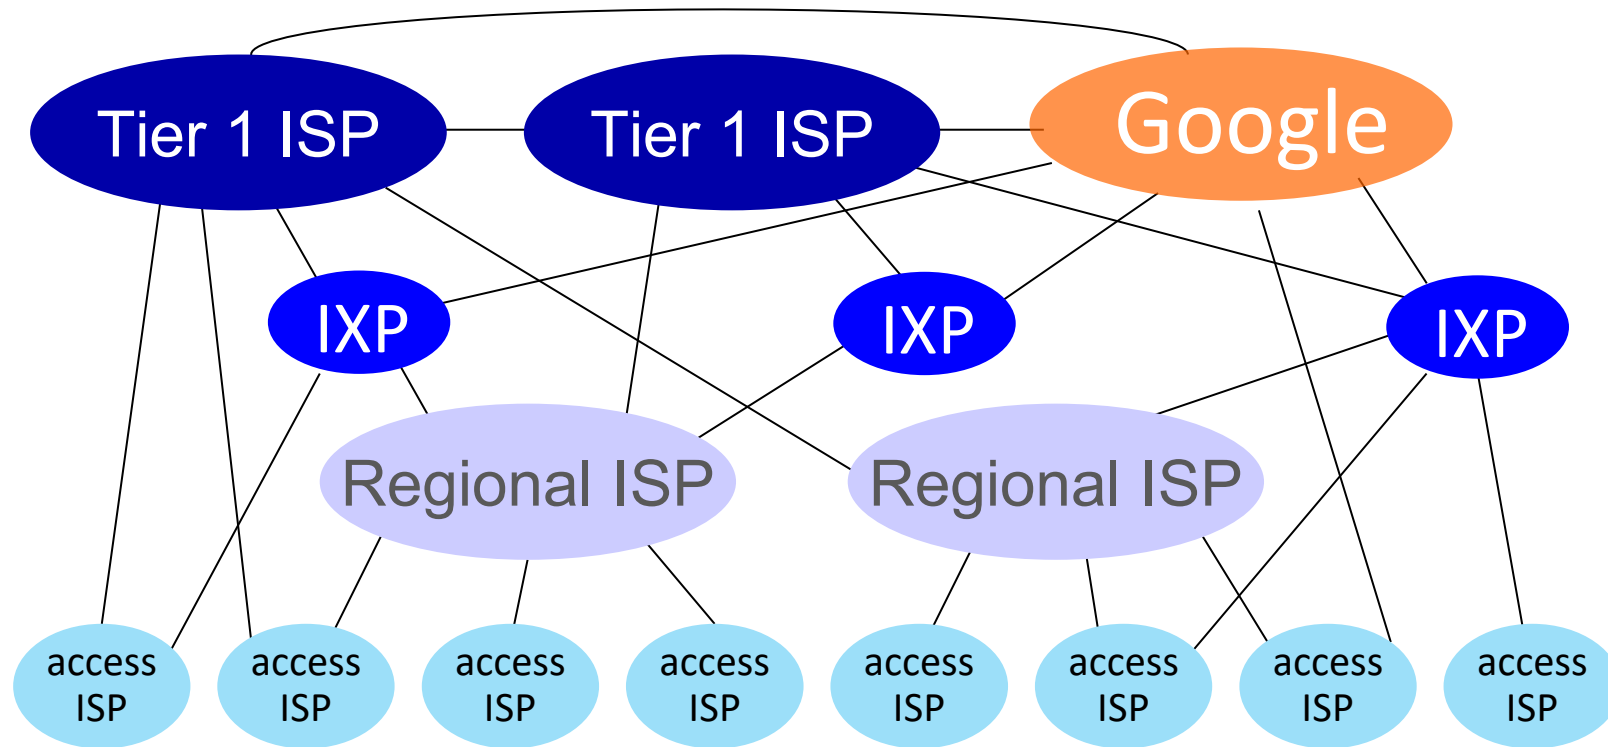 Tier 1 ISP
Tier 1 ISP
Google
IXP
IXP
IXP
Regional ISP
Regional ISP
access
ISP
access
ISP
access
ISP
access
ISP
access
ISP
access
ISP
access
ISP
access
ISP